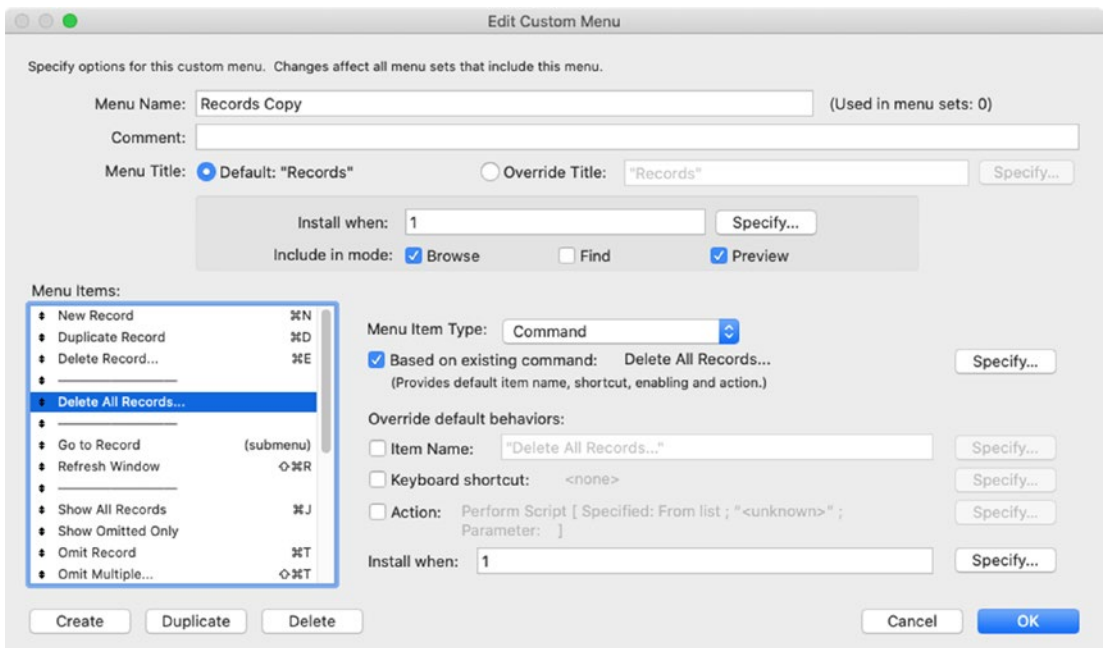 Edit Custom Menu
Specify options for this custom menu.  Changes affect all menu sets that include this menu.
Menu Name: Records Copy (Used in menu sets: 0)
Comment:
Menu Title: Default: "Records" Override Title: "Records" Specify...
Install when: 1 Specify...
Include in mode: Browse Find Preview
Menu Items:
New Record ⌘N
Duplicate Record ⌘D
Delete Record... ⌘E
Delete All Records...
Go to Record (submenu)
Refresh Window ⇧⌘R
Show All Records ⌘J
Show Omitted Only
Omit Record ⌘T
Omit Multiple... ⇧⌘T
Menu Item Type: Command
Based on existing command: Delete All Records... Specify...
(Provides default item name, shortcut, enabling and action.)
Override default behaviors:
Item Name: "Delete All Records..." Specify...
Keyboard shortcut: <none> Specify...
Action: Perform Script [ Specified: From list ; "<unknown>" ; Specify...
Parameter: ]
Install when: 1 Specify...
Create Duplicate Delete Cancel OK